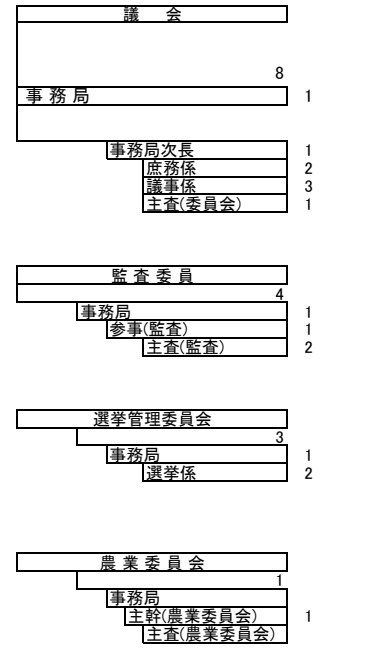 議 会
8
事 務 局 1
事務局次長 1
庶務係 2
議事係 3
主査(委員会) 1
監 査 委 員
4
事務局 1
参事(監査) 1
主査(監査) 2
選挙管理委員会
3
事務局 1
選挙係 2
農 業 委 員 会
1
事務局
主幹(農業委員会) 1
主査(農業委員会)